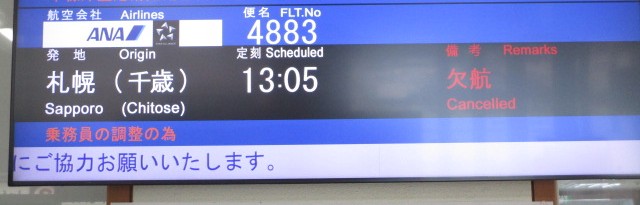 航空会社 Airlines 便名 FLT.No
ANA 4883
発地 Origin 定刻 Scheduled 備考 Remarks
札幌 (千歳) 13:05 欠航
Sapporo (Chitose) Cancelled
乗務員の調整の為
にご協力お願いいたします。